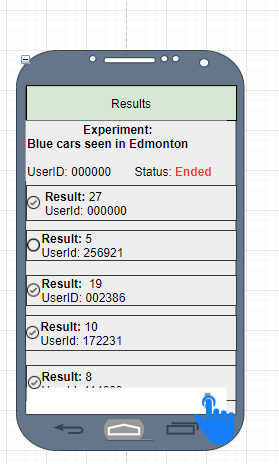 Results
Experiment:
Blue cars seen in Edmonton
UserID: 000000 Status: Ended
Result: 27
UserId: 000000
Result: 5
UserId: 256921
Result: 19
UserID: 002386
Result: 10
UserId: 172231
Result: 8